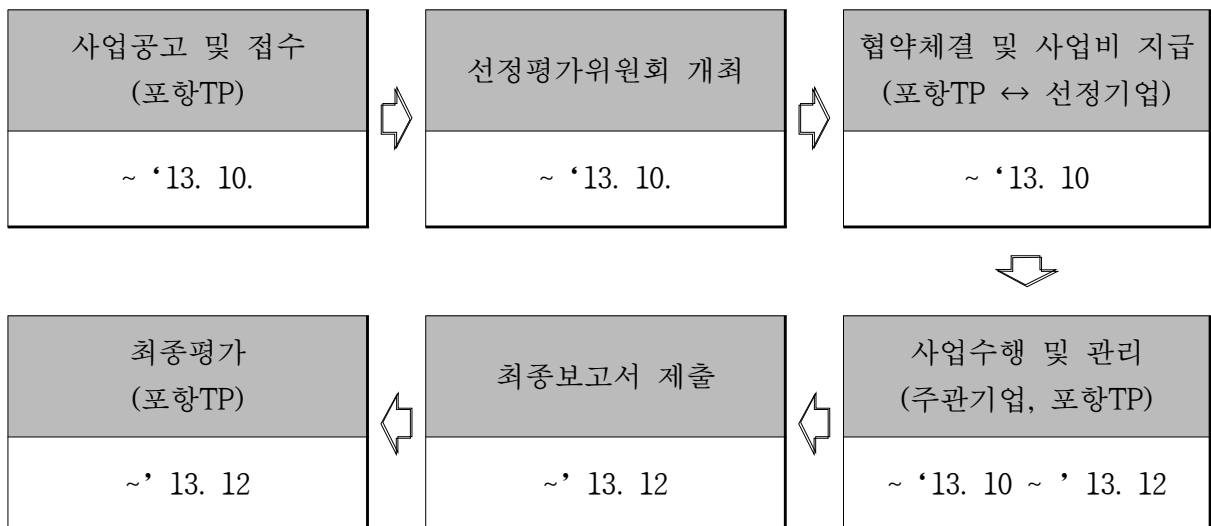 사업공고 및 접수
(포항TP)
~ ‘13. 10.
선정평가위원회 개최
~ ‘13. 10.
협약체결 및 사업비 지급
(포항TP ↔ 선정기업)
~ ‘13. 10
사업수행 및 관리
(주관기업, 포항TP)
~ ‘13. 10 ~ ’ 13. 12
최종보고서 제출
~’ 13. 12
최종평가
(포항TP)
~’ 13. 12